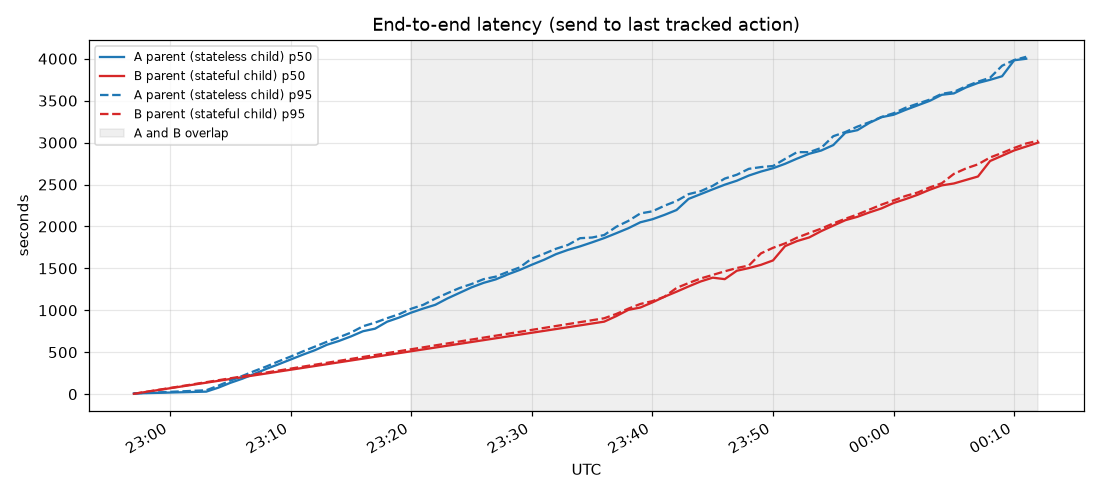 End-to-end latency (send to last tracked action)
A parent (stateless child) p50
B parent (stateful child) p50
A parent (stateless child) p95
B parent (stateful child) p95
A and B overlap
seconds
4000
3500
3000
2500
2000
1500
1000
500
0
23:00
23:10
23:20
23:30
23:40
23:50
00:00
00:10
UTC